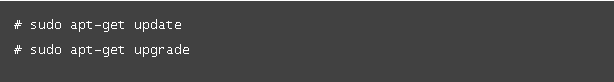 # sudo apt-get update
# sudo apt-get upgrade